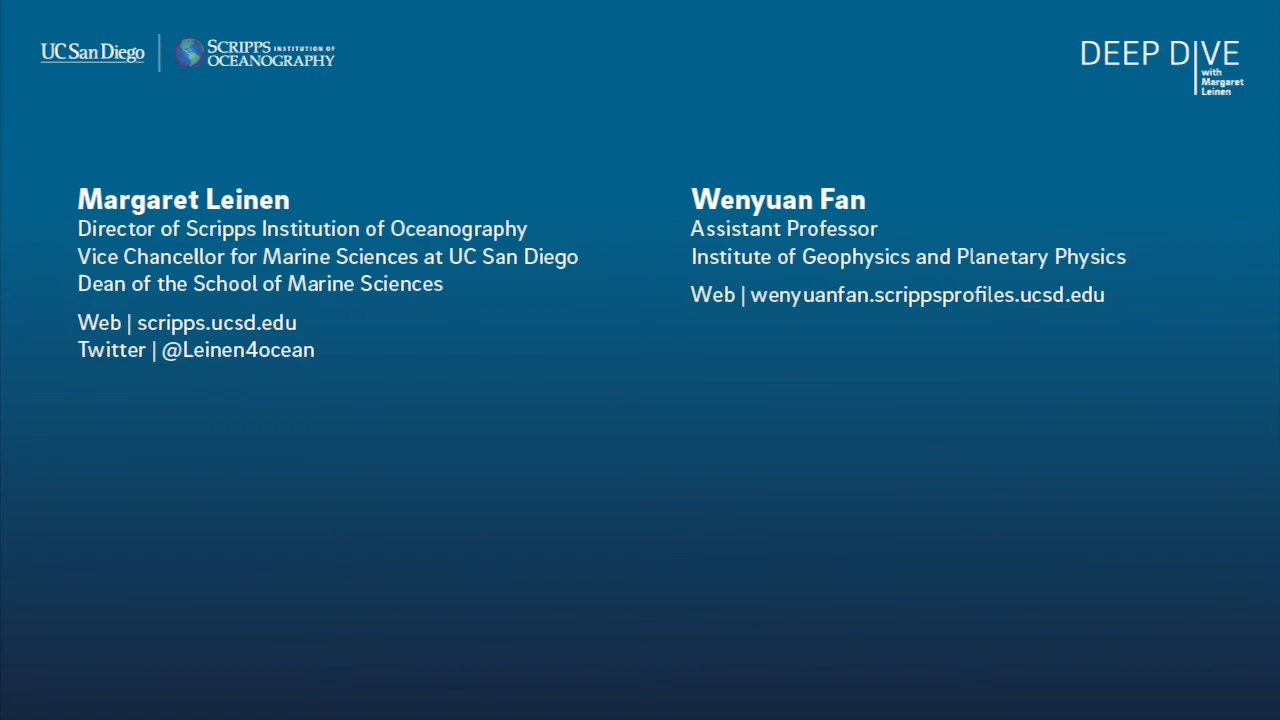 UC San Diego
SCRIPPS INSTITUTION OF
OCEANOGRAPHY
DEEP DIVE
with
Margaret
Leinen
Margaret Leinen
Director of Scripps Institution of Oceanography
Vice Chancellor for Marine Sciences at UC San Diego
Dean of the School of Marine Sciences
Web | scripps.ucsd.edu
Twitter | @Leinen4ocean
Wenyuan Fan
Assistant Professor
Institute of Geophysics and Planetary Physics
Web | wenyuanfan.scrippsprofiles.ucsd.edu